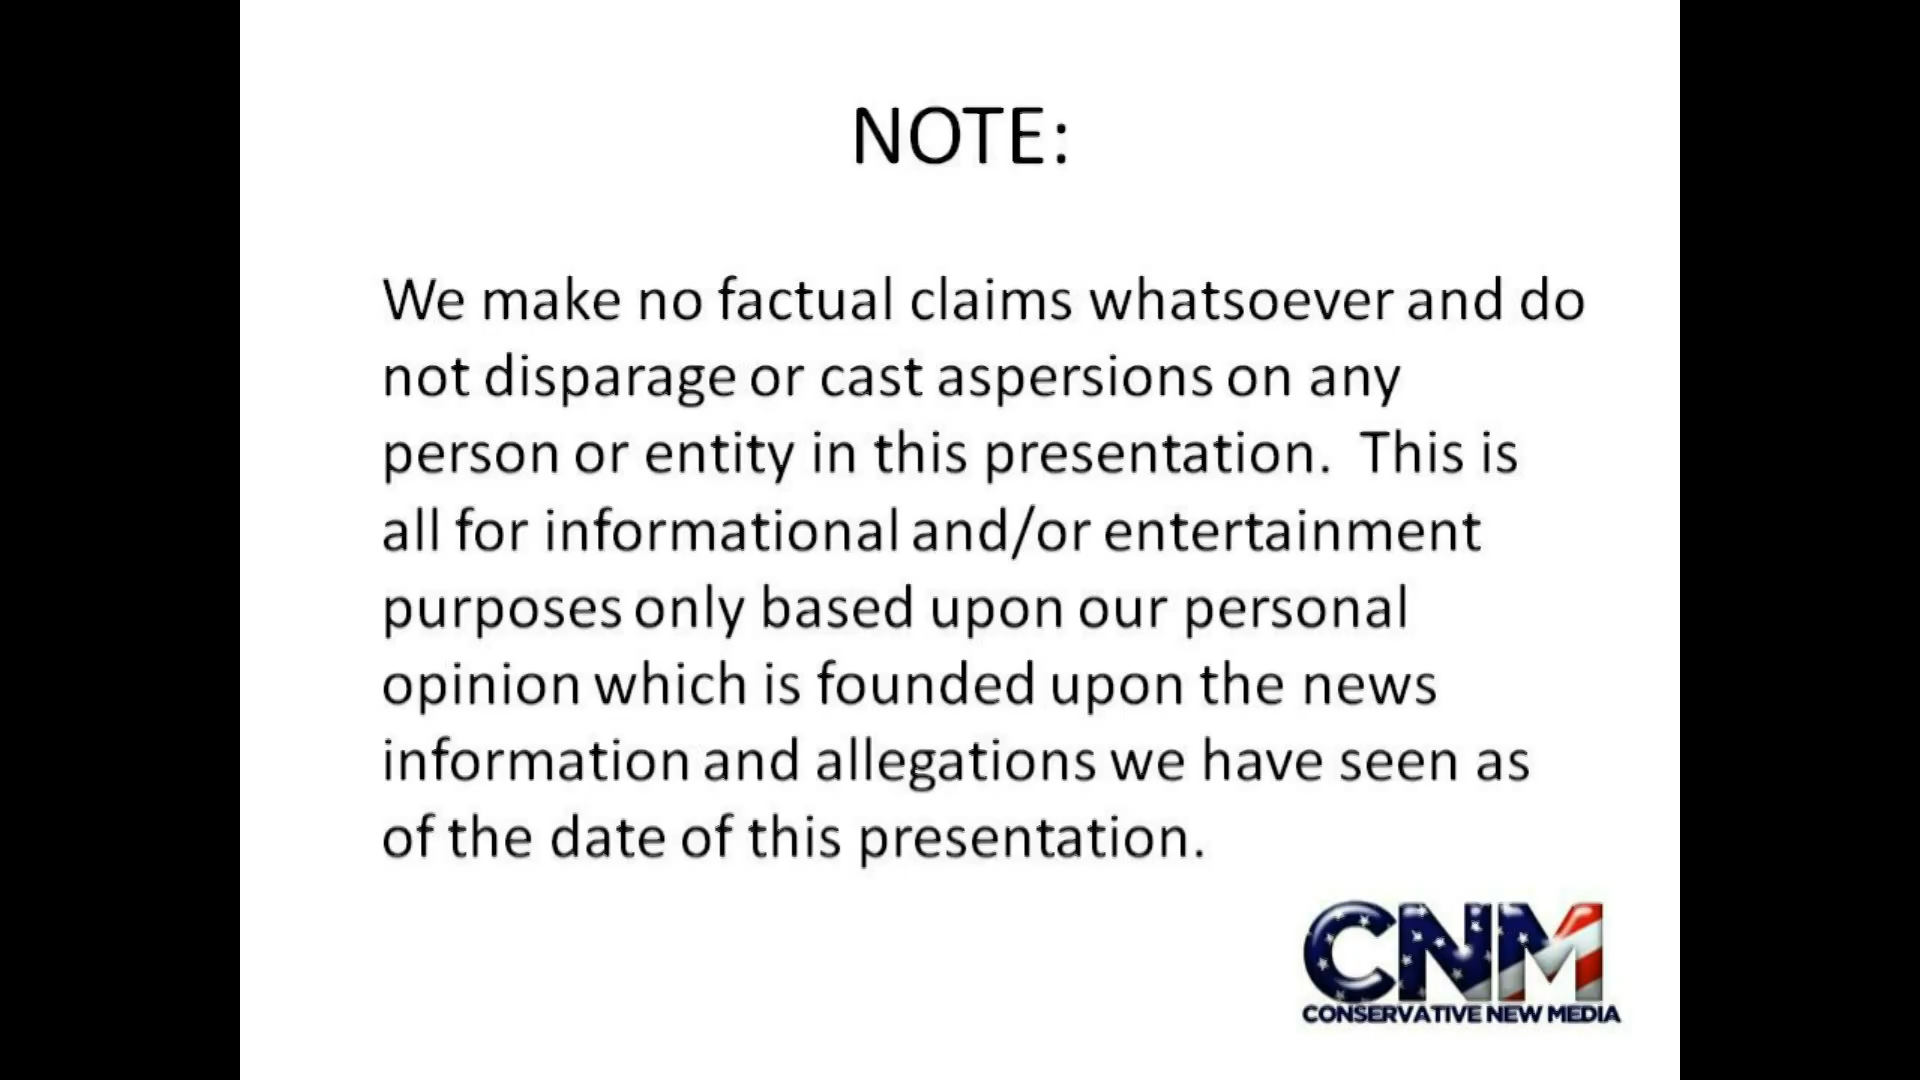 NOTE:
We make no factual claims whatsoever and do
not disparage or cast aspersions on any
person or entity in this presentation.  This is
all for informational and/or entertainment
purposes only based upon our personal
opinion which is founded upon the news
information and allegations we have seen as
of the date of this presentation.
CNM
CONSERVATIVE NEW MEDIA